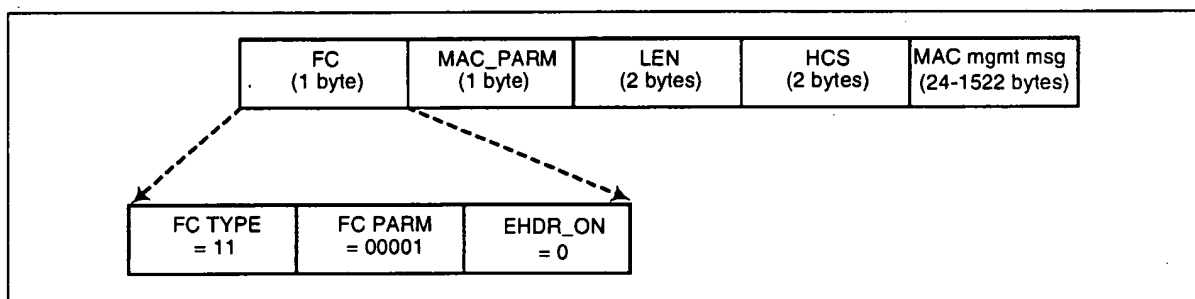 FC MAC_PARM LEN HCS MAC mgmt msg
(1 byte) (1 byte) (2 bytes) (2 bytes) (24-1522 bytes)
FC TYPE FC PARM EHDR_ON
= 11 = 00001 = 0